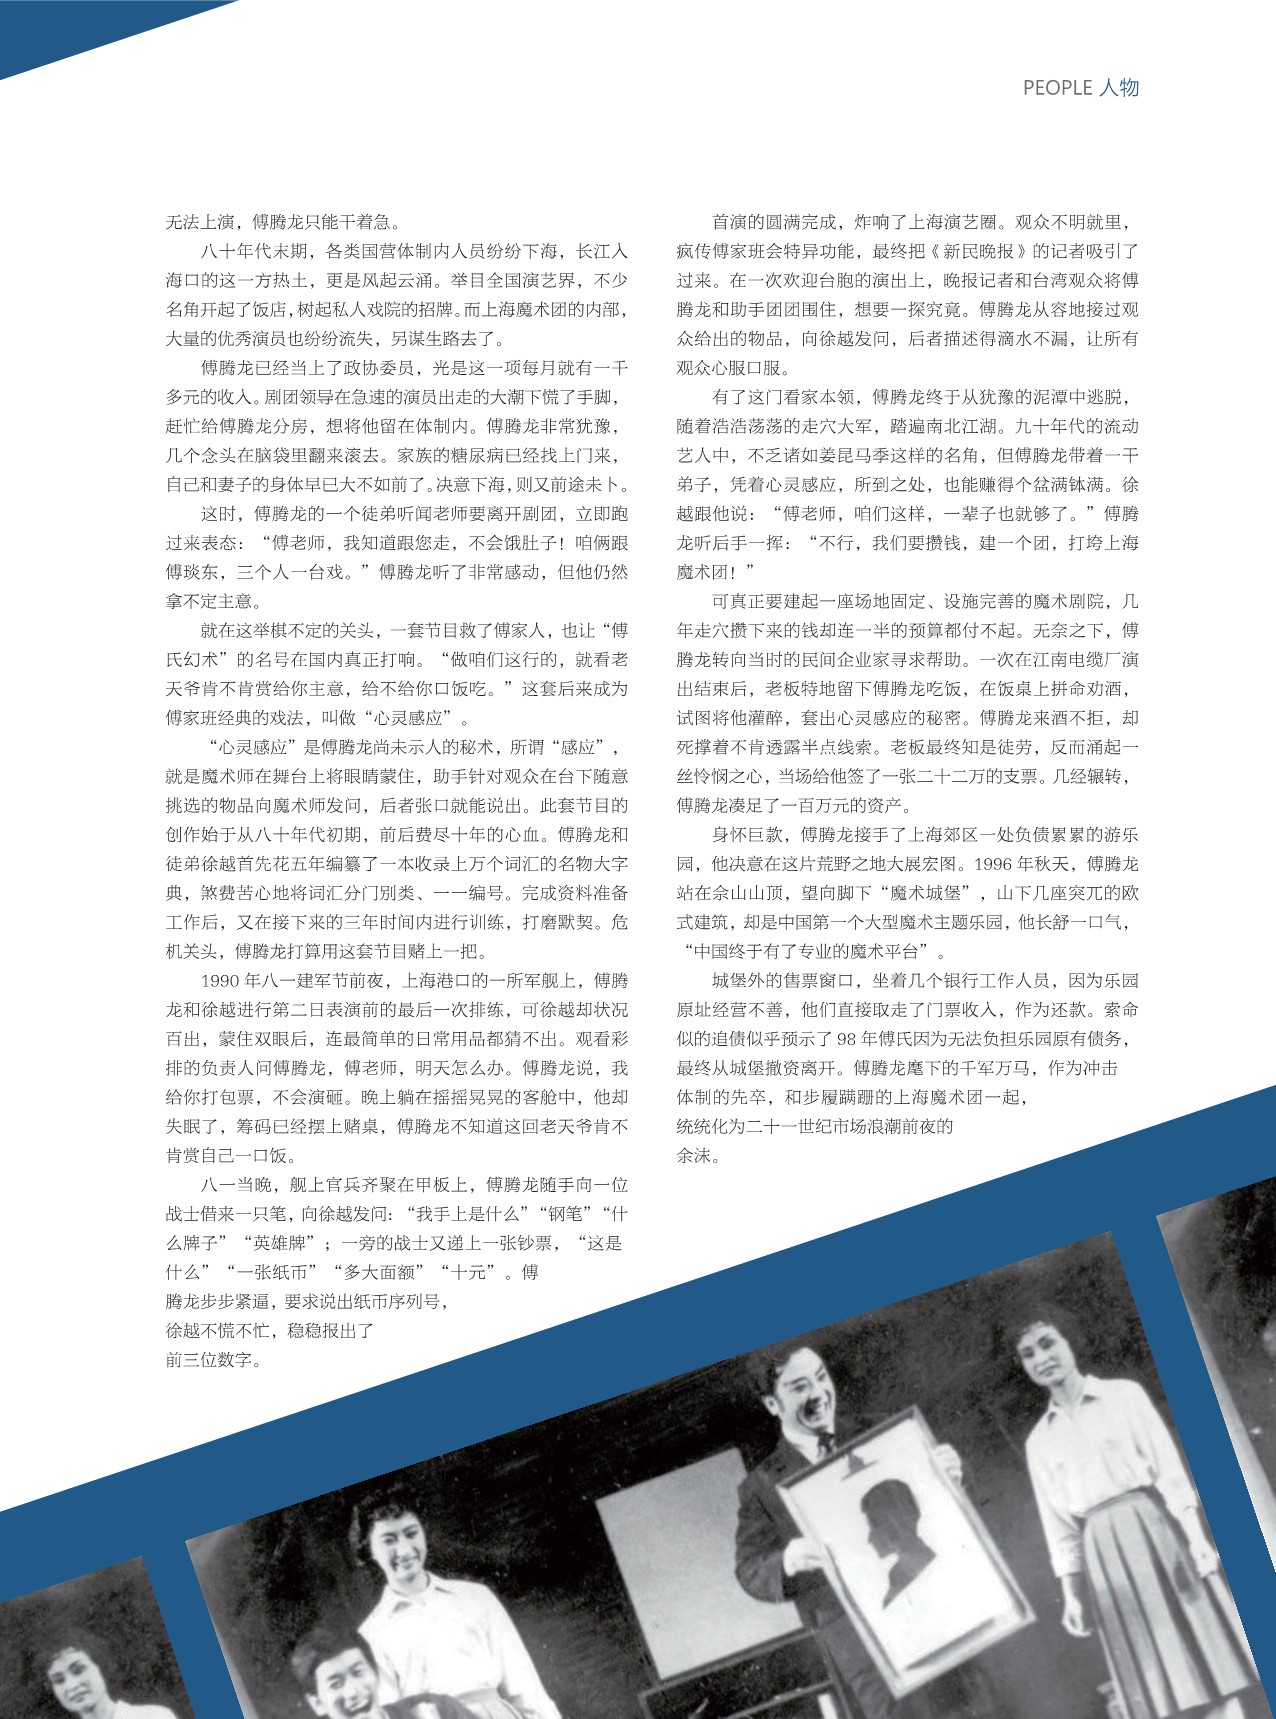 PEOPLE 人物
无法上演，傅腾龙只能干着急。
八十年代末期，各类国营体制内人员纷纷下海，长江入
海口的这一方热土，更是风起云涌。举目全国演艺界，不少
名角开起了饭店，树起私人戏院的招牌。而上海魔术团的内部，
大量的优秀演员也纷纷流失，另谋生路去了。
傅腾龙已经当上了政协委员，光是这一项每月就有一千
多元的收入。剧团领导在急速的演员出走的大潮下慌了手脚，
赶忙给傅腾龙分房，想将他留在体制内。傅腾龙非常犹豫，
几个念头在脑袋里翻来滚去。家族的糖尿病已经找上门来，
自己和妻子的身体早已大不如前了。决意下海，则又前途未卜。
这时，傅腾龙的一个徒弟听闻老师要离开剧团，立即跑
过来表态：“傅老师，我知道跟您走，不会饿肚子！咱俩跟
傅琰东，三个人一台戏。”傅腾龙听了非常感动，但他仍然
拿不定主意。
就在这举棋不定的关头，一套节目救了傅家人，也让“傅
氏幻术”的名号在国内真正打响。“做咱们这行的，就看老
天爷肯不肯赏给你主意，给不给你口饭吃。”这套后来成为
傅家班经典的戏法，叫做“心灵感应”。
“心灵感应”是傅腾龙尚未示人的秘术，所谓“感应”，
就是魔术师在舞台上将眼睛蒙住，助手针对观众在台下随意
挑选的物品向魔术师发问，后者张口就能说出。此套节目的
创作始于从八十年代初期，前后费尽十年的心血。傅腾龙和
徒弟徐越首先花五年编纂了一本收录上万个词汇的名物大字
典，煞费苦心地将词汇分门别类、一一编号。完成资料准备
工作后，又在接下来的三年时间内进行训练，打磨默契。危
机关头，傅腾龙打算用这套节目赌上一把。
1990 年八一建军节前夜，上海港口的一所军舰上，傅腾
龙和徐越进行第二日表演前的最后一次排练，可徐越却状况
百出，蒙住双眼后，连最简单的日常用品都猜不出。观看彩
排的负责人问傅腾龙，傅老师，明天怎么办。傅腾龙说，我
给你打包票，不会演砸。晚上躺在摇摇晃晃的客舱中，他却
失眠了，筹码已经摆上赌桌，傅腾龙不知道这回老天爷肯不
肯赏自己一口饭。
八一当晚，舰上官兵齐聚在甲板上，傅腾龙随手向一位
战士借来一只笔，向徐越发问：“我手上是什么”“钢笔”“什
么牌子”“英雄牌”；一旁的战士又递上一张钞票，“这是
什么”“一张纸币”“多大面额”“十元”。傅
腾龙步步紧逼，要求说出纸币序列号，
徐越不慌不忙，稳稳报出了
前三位数字。
首演的圆满完成，炸响了上海演艺圈。观众不明就里，
疯传傅家班会特异功能，最终把《新民晚报》的记者吸引了
过来。在一次欢迎台胞的演出上，晚报记者和台湾观众将傅
腾龙和助手团团围住，想要一探究竟。傅腾龙从容地接过观
众给出的物品，向徐越发问，后者描述得滴水不漏，让所有
观众心服口服。
有了这门看家本领，傅腾龙终于从犹豫的泥潭中逃脱，
随着浩浩荡荡的走穴大军，踏遍南北江湖。九十年代的流动
艺人中，不乏诸如姜昆马季这样的名角，但傅腾龙带着一干
弟子，凭着心灵感应，所到之处，也能赚得个盆满钵满。徐
越跟他说：“傅老师，咱们这样，一辈子也就够了。”傅腾
龙听后手一挥：“不行，我们要攒钱，建一个团，打垮上海
魔术团！”
可真正要建起一座场地固定、设施完善的魔术剧院，几
年走穴攒下来的钱却连一半的预算都付不起。无奈之下，傅
腾龙转向当时的民间企业家寻求帮助。一次在江南电缆厂演
出结束后，老板特地留下傅腾龙吃饭，在饭桌上拼命劝酒，
试图将他灌醉，套出心灵感应的秘密。傅腾龙来酒不拒，却
死撑着不肯透露半点线索。老板最终知是徒劳，反而涌起一
丝怜悯之心，当场给他签了一张二十二万的支票。几经辗转，
傅腾龙凑足了一百万元的资产。
身怀巨款，傅腾龙接手了上海郊区一处负债累累的游乐
园，他决意在这片荒野之地大展宏图。1996 年秋天，傅腾龙
站在佘山山顶，望向脚下“魔术城堡”，山下几座突兀的欧
式建筑，却是中国第一个大型魔术主题乐园，他长舒一口气，
“中国终于有了专业的魔术平台”。
城堡外的售票窗口，坐着几个银行工作人员，因为乐园
原址经营不善，他们直接取走了门票收入，作为还款。索命
似的追债似乎预示了 98 年傅氏因为无法负担乐园原有债务，
最终从城堡撤资离开。傅腾龙麾下的千军万马，作为冲击
体制的先卒，和步履蹒跚的上海魔术团一起，
统统化为二十一世纪市场浪潮前夜的
余沫。